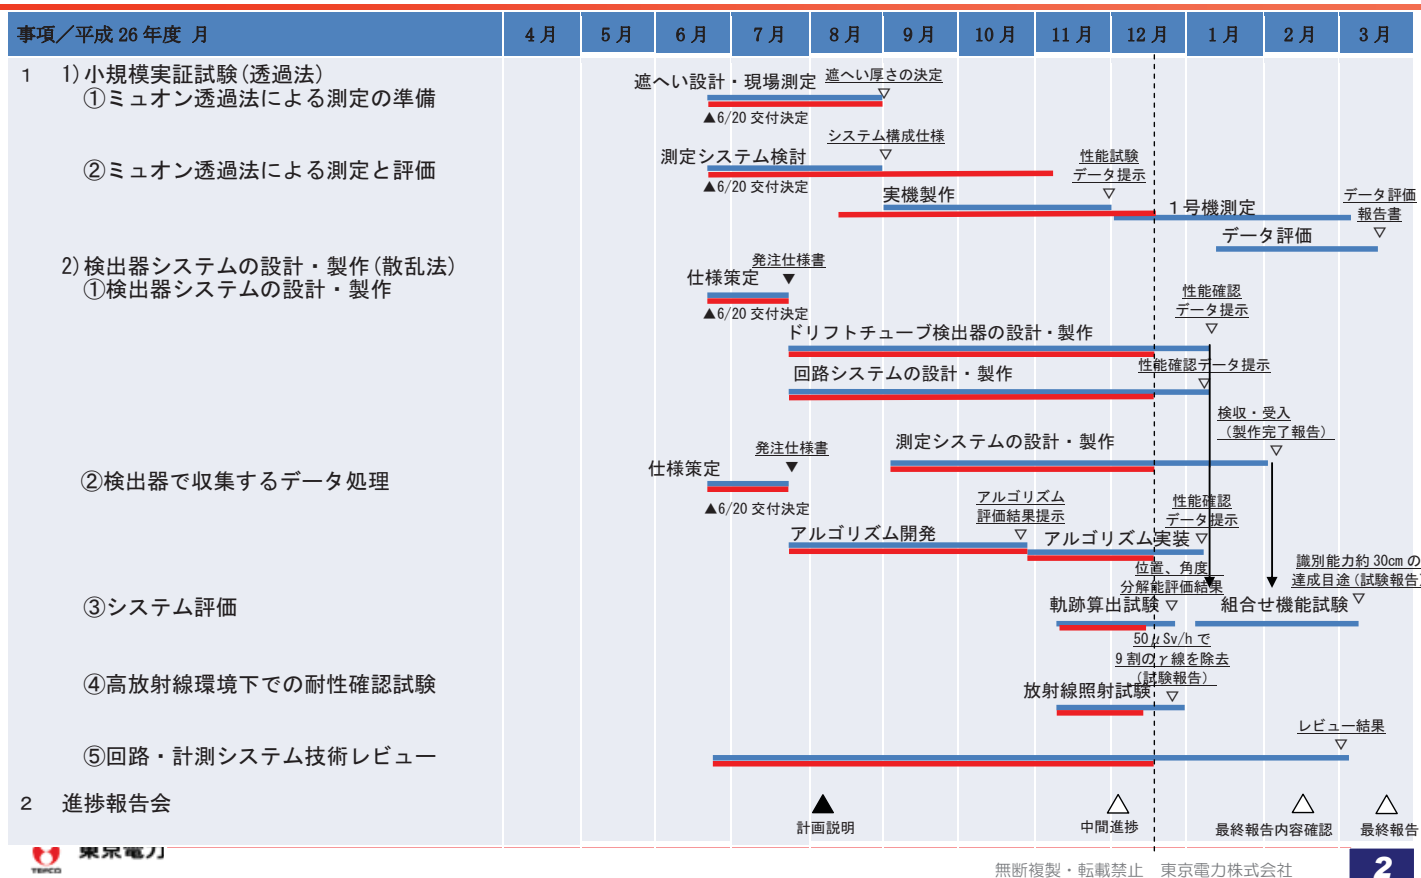 事項／平成 26 年度 月 4 月 5 月 6 月 7 月 8 月 9 月 10 月 11 月 12 月 1 月 2 月 3 月
1 1)小規模実証試験(透過法)
①ミュオン透過法による測定の準備
遮へい設計・現場測定
遮へい厚さの決定
▽
▲6/20 交付決定
②ミュオン透過法による測定と評価
測定システム検討
システム構成仕様
▽
▲6/20 交付決定
性能試験
データ提示
▽
実機製作
１号機測定
データ評価
報告書
▽
データ評価
2)検出器システムの設計・製作(散乱法)
①検出器システムの設計・製作
仕様策定
発注仕様書
▼
▲6/20 交付決定
性能確認
データ提示
▽
ドリフトチューブ検出器の設計・製作
性能確認データ提示
▽
回路システムの設計・製作
検収・受入
（製作完了報告）
▽
測定システムの設計・製作
②検出器で収集するデータ処理
仕様策定
発注仕様書
▼
▲6/20 交付決定
アルゴリズム
評価結果提示
▽
性能確認
データ提示
▽
アルゴリズム開発
アルゴリズム実装
③システム評価
位置、角度
分解能評価結果
▽
軌跡算出試験
識別能力約 30cm の
達成目途(試験報告)
▽
組合せ機能試験
④高放射線環境下での耐性確認試験
50μSv/h で
9 割のγ線を除去
（試験報告）
▽
放射線照射試験
⑤回路・計測システム技術レビュー
レビュー結果
▽
2 進捗報告会
計画説明
中間進捗
最終報告内容確認
最終報告
東京電力
TEPCO
無断複製・転載禁止 東京電力株式会社
2